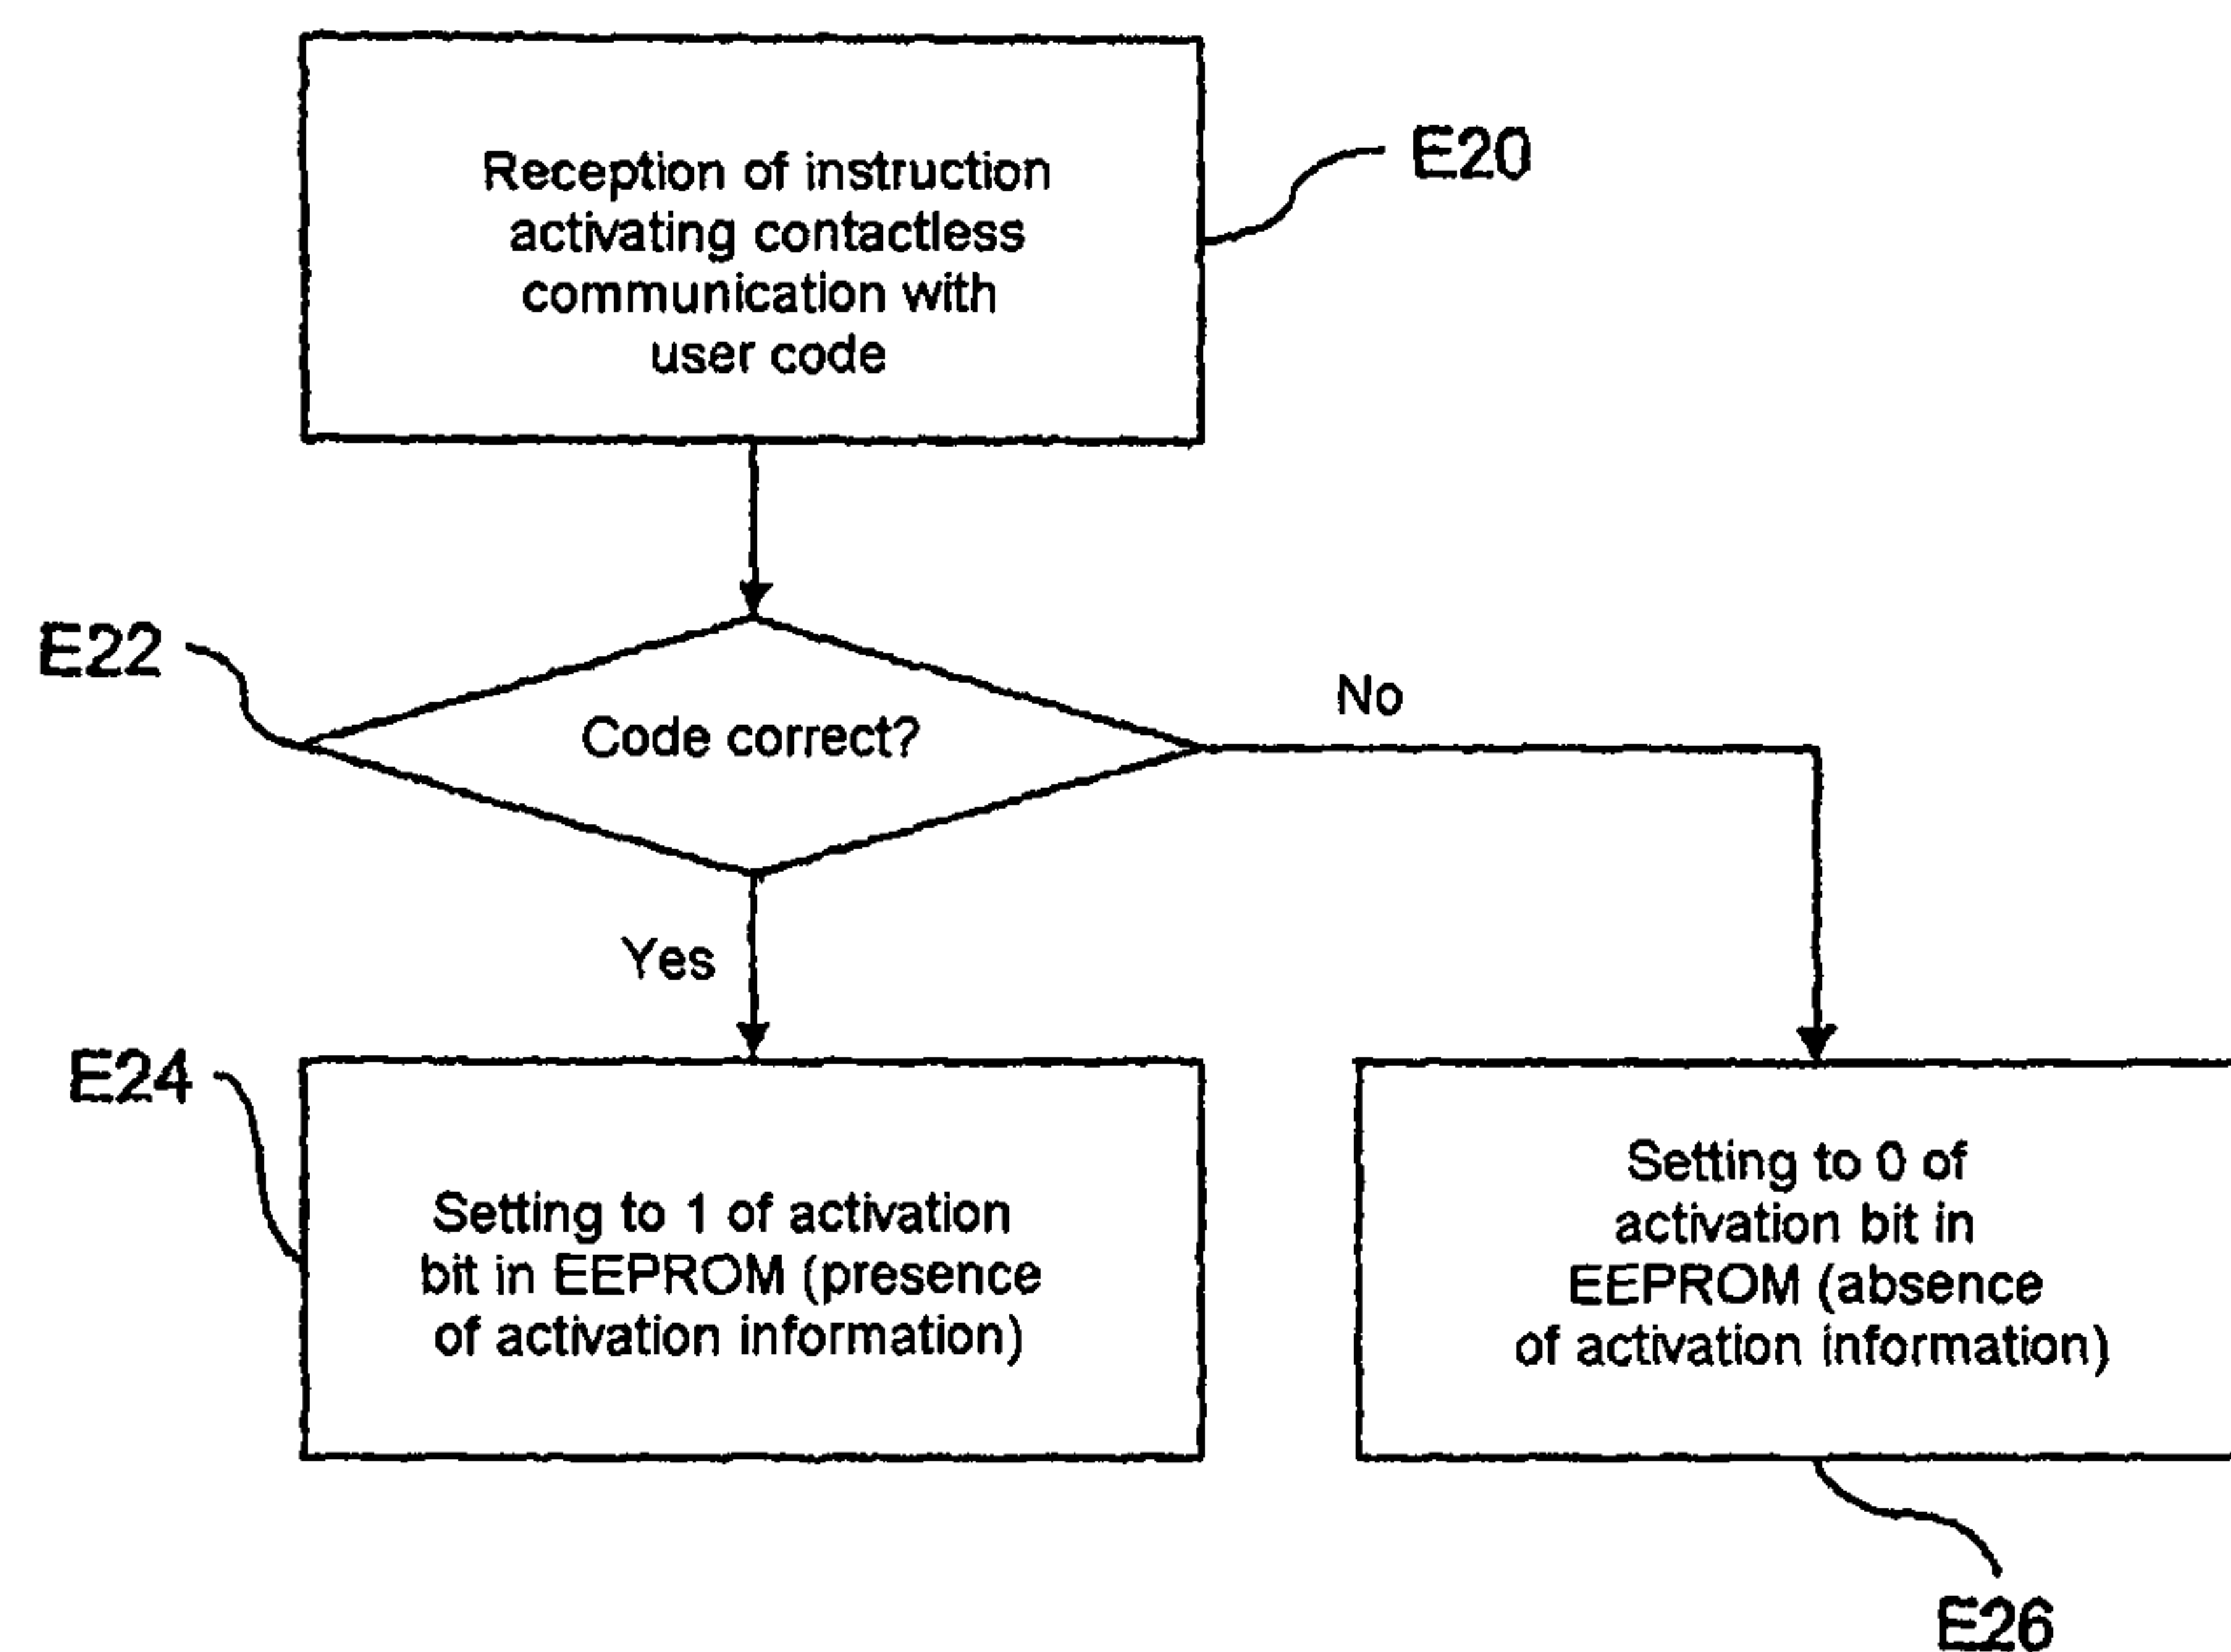 Reception of instruction
activating contactless
communication with
user code
E20
E22
Code correct?
No
Yes
E24
Setting to 1 of activation
bit in EEPROM (presence
of activation information)
Setting to 0 of
activation bit in
EEPROM (absence
of activation information)
E26